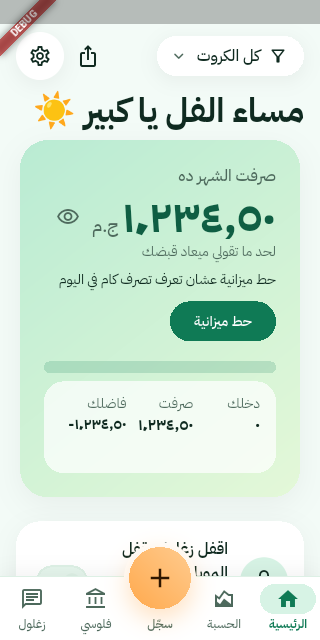 DEBUG
كل الكروت
مساء الفل يا كبير ☀️
صرفت الشهر ده
١,٢٣٤,٥٠ ج.م
لحد ما تقولي ميعاد قبضك
حط ميزانية عشان تعرف تصرف كام في اليوم
حط ميزانية
دخلك صرفت فاضلك
٠ ١,٢٣٤,٥٠ -١,٢٣٤,٥٠
اقفل
الرئيسية الحسبة سجّل فلوسي زغلول